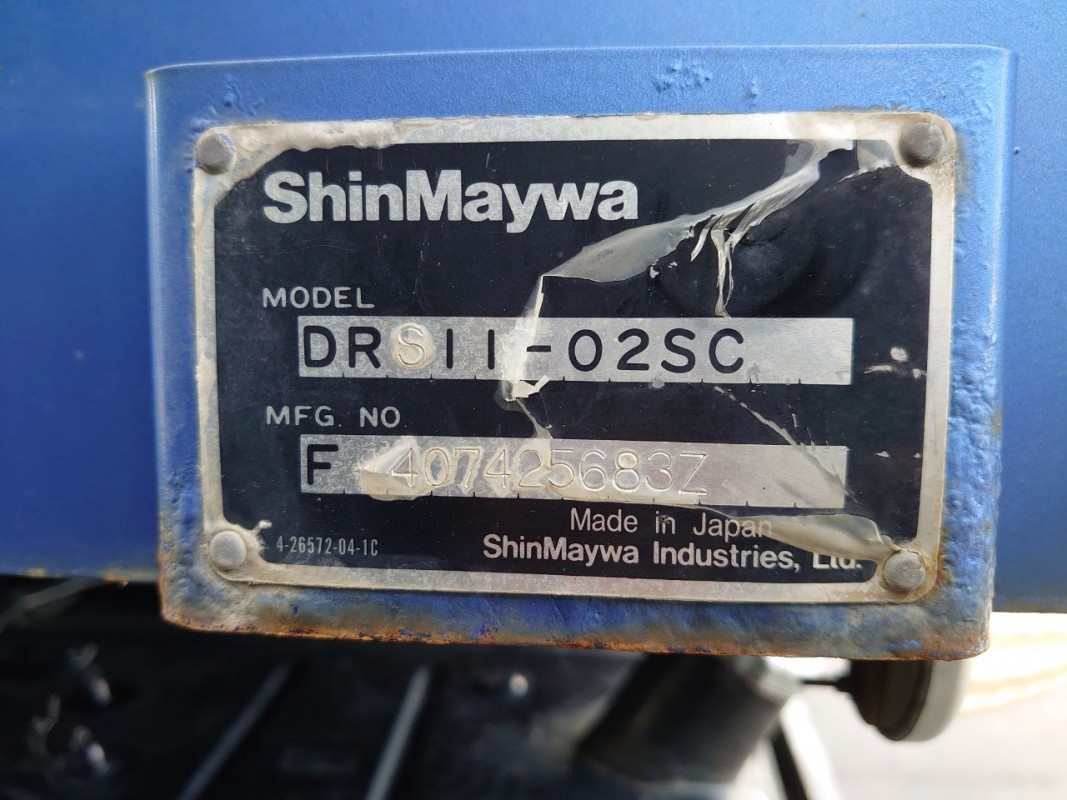 ShinMaywa
MODEL
DRS11-02SC
MFG. NO
F 407425683Z
Made in Japan
4-26572-04-1C
ShinMaywa Industries, Ltd.